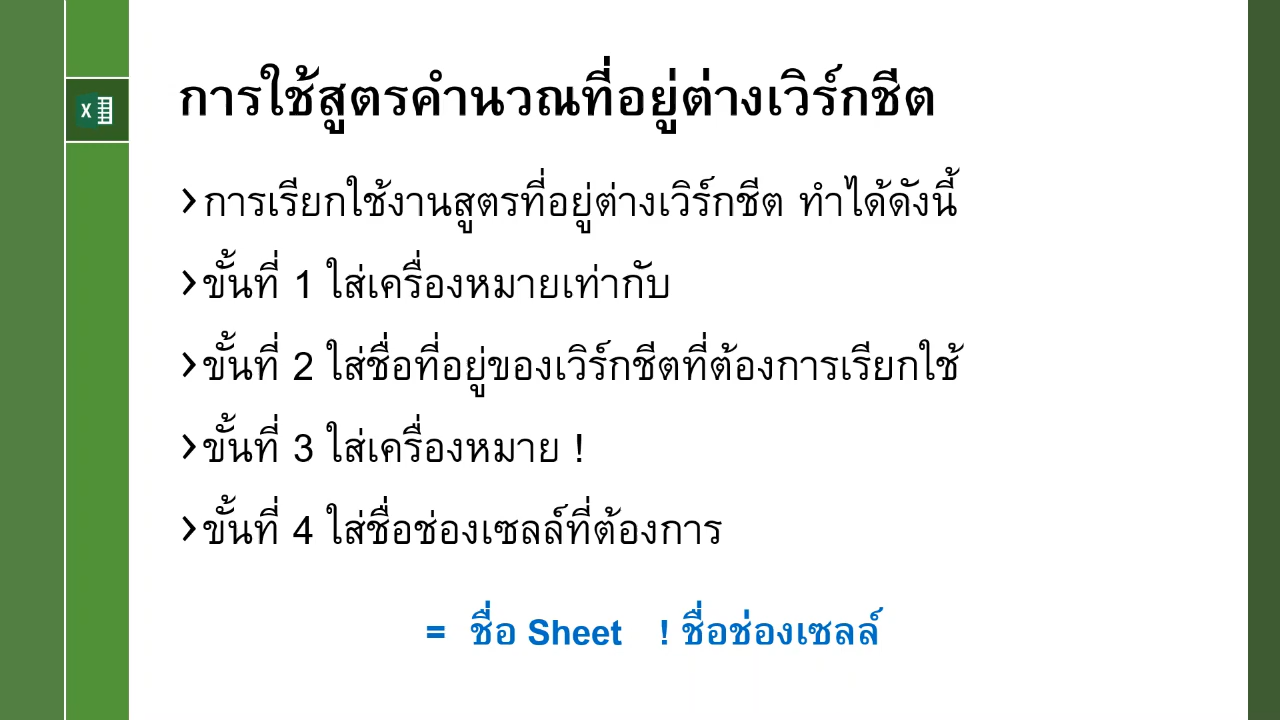 การใช้สูตรคำนวณที่อยู่ต่างเวิร์กชีต
›การเรียกใช้งานสูตรที่อยู่ต่างเวิร์กชีต ทำได้ดังนี้
›ขั้นที่ 1 ใส่เครื่องหมายเท่ากับ
›ขั้นที่ 2 ใส่ชื่อที่อยู่ของเวิร์กชีตที่ต้องการเรียกใช้
›ขั้นที่ 3 ใส่เครื่องหมาย !
›ขั้นที่ 4 ใส่ชื่อช่องเซลล์ที่ต้องการ
= ชื่อ Sheet ! ชื่อช่องเซลล์